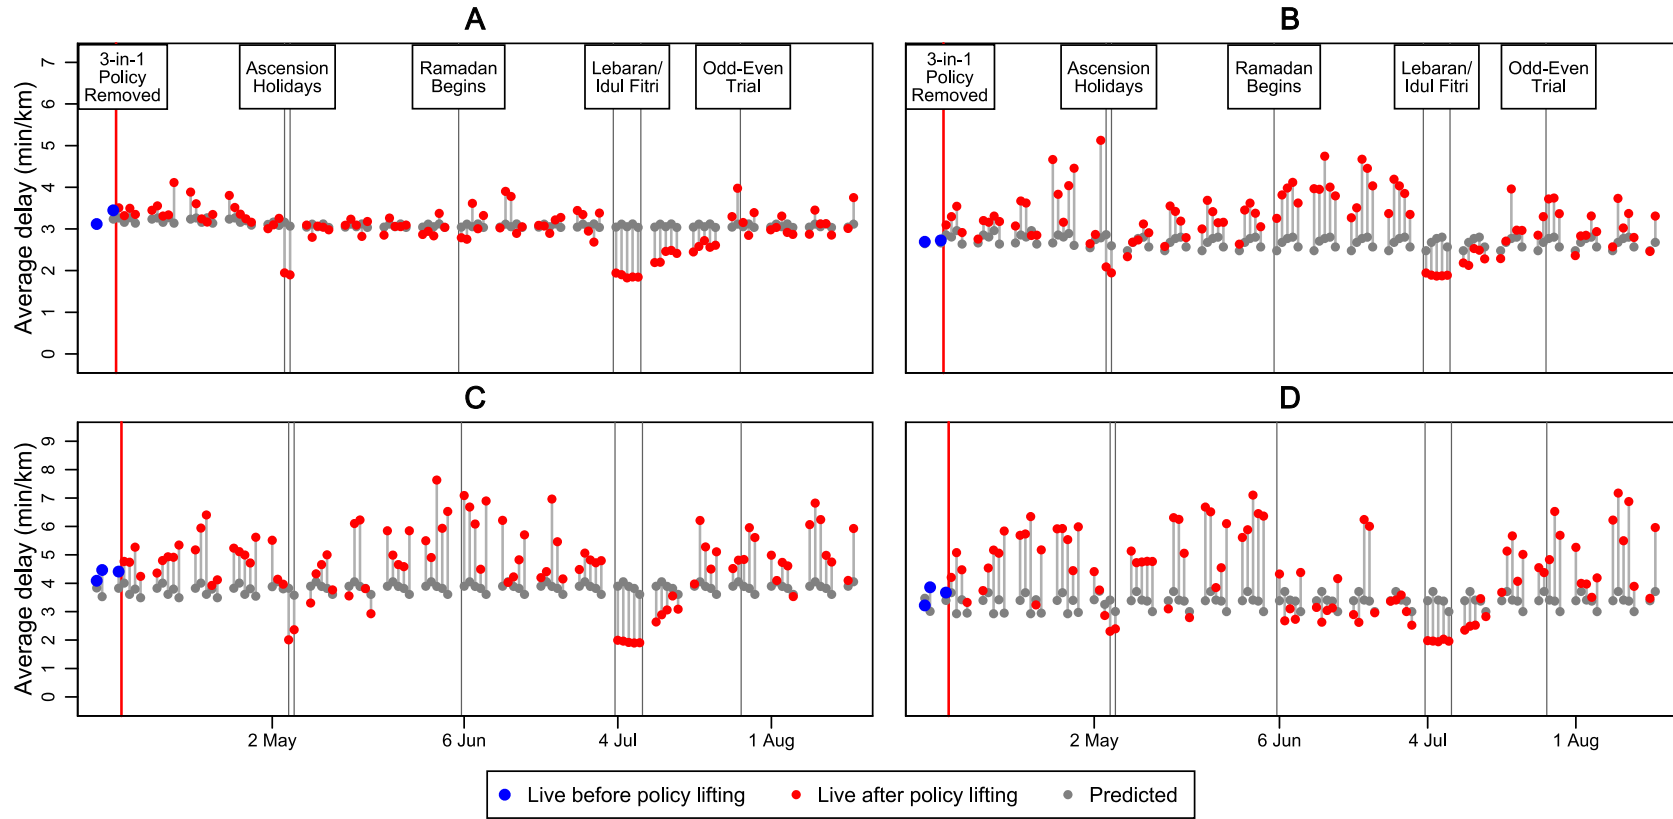 A
B
3-in-1
Policy
Removed
Ascension
Holidays
Ramadan
Begins
Lebaran/
Idul Fitri
Odd-Even
Trial
3-in-1
Policy
Removed
Ascension
Holidays
Ramadan
Begins
Lebaran/
Idul Fitri
Odd-Even
Trial
Average delay (min/km)
7
6
5
4
3
2
1
0
C
D
Average delay (min/km)
9
8
7
6
5
4
3
2
1
0
2 May
6 Jun
4 Jul
1 Aug
2 May
6 Jun
4 Jul
1 Aug
Live before policy lifting
Live after policy lifting
Predicted